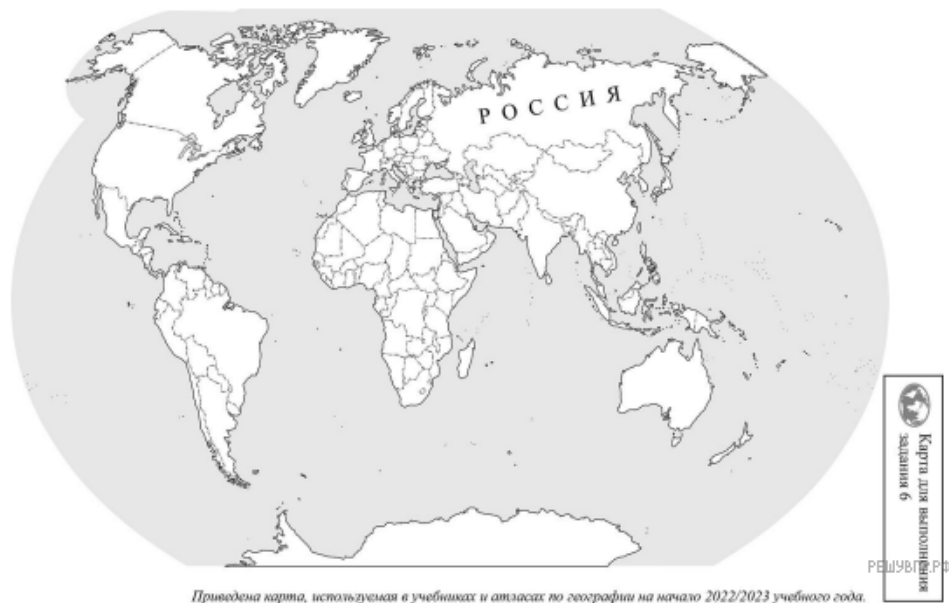 РОССИЯ
Карта для выполнения
задания 6
РЕШУВПР.РФ
Приведена карта, используемая в учебниках и атласах по географии на начало 2022/2023 учебного года.